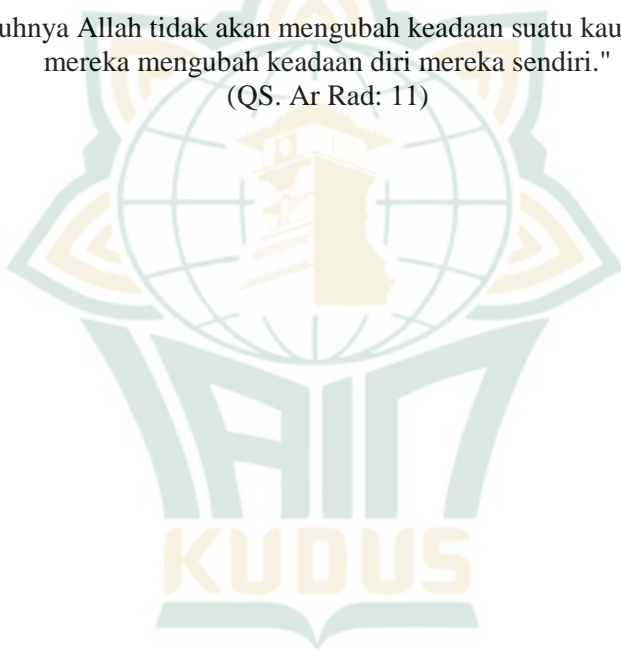 uhnya Allah tidak akan mengubah keadaan suatu kau
mereka mengubah keadaan diri mereka sendiri."
(QS. Ar Rad: 11)
IAIN
KUDUS